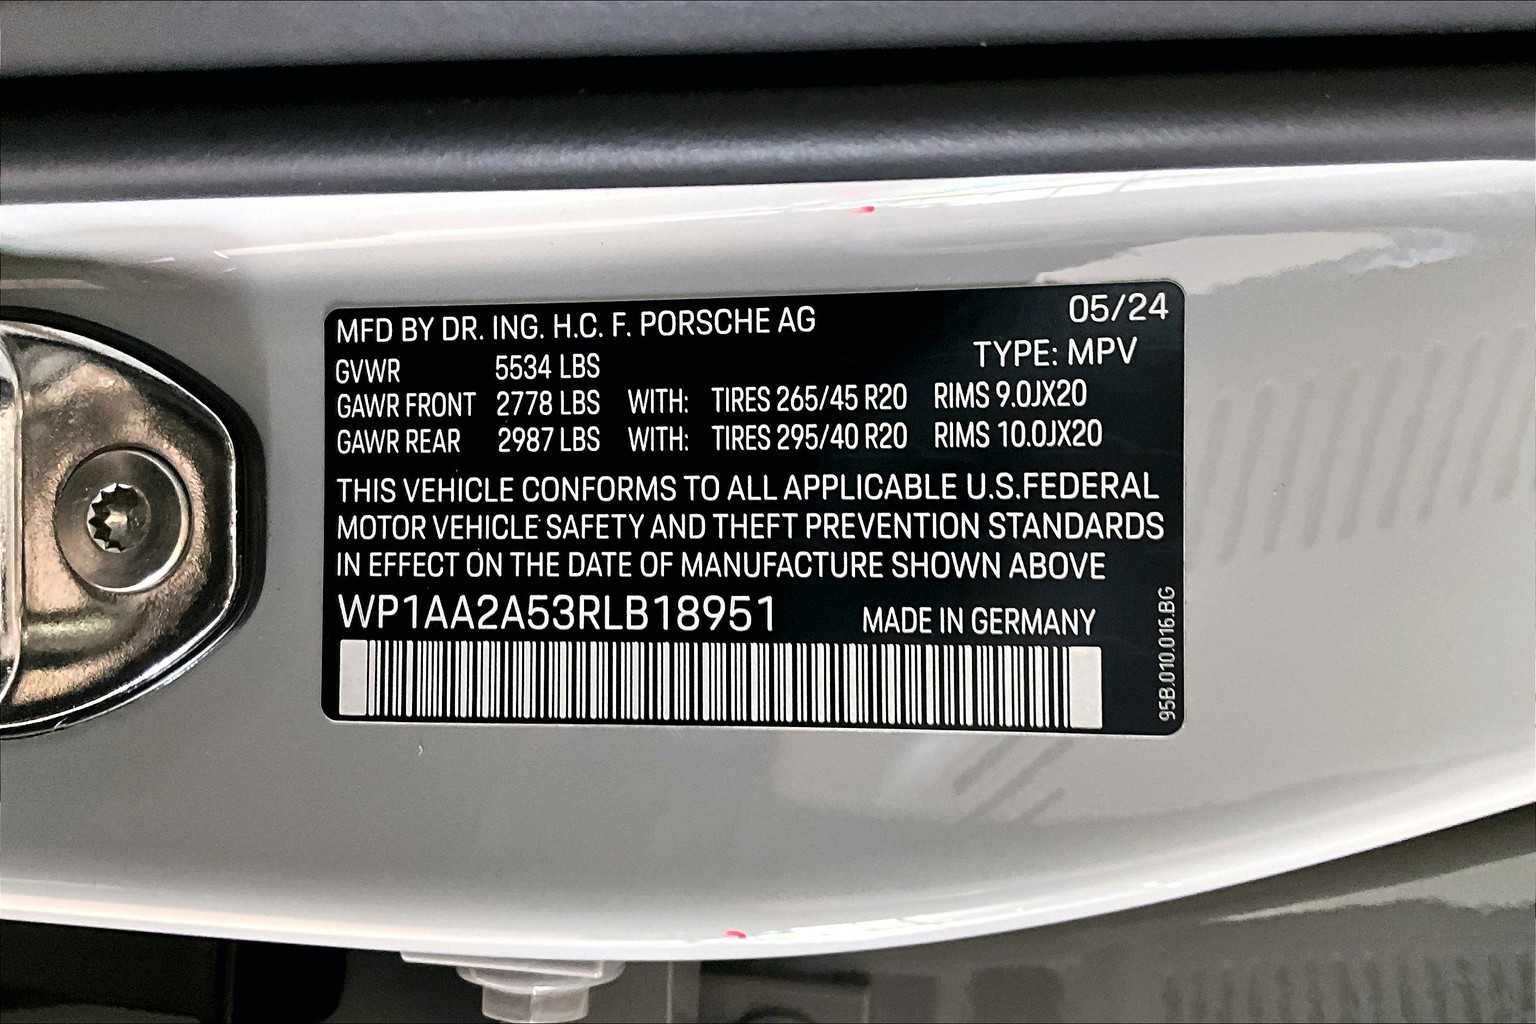 MFD BY DR. ING. H.C. F. PORSCHE AG 05/24
TYPE: MPV
GVWR 5534 LBS
GAWR FRONT 2778 LBS WITH: TIRES 265/45 R20 RIMS 9.0JX20
GAWR REAR 2987 LBS WITH: TIRES 295/40 R20 RIMS 10.0JX20
THIS VEHICLE CONFORMS TO ALL APPLICABLE U.S.FEDERAL
MOTOR VEHICLE SAFETY AND THEFT PREVENTION STANDARDS
IN EFFECT ON THE DATE OF MANUFACTURE SHOWN ABOVE
WP1AA2A53RLB18951 MADE IN GERMANY
95B.010.016.BG